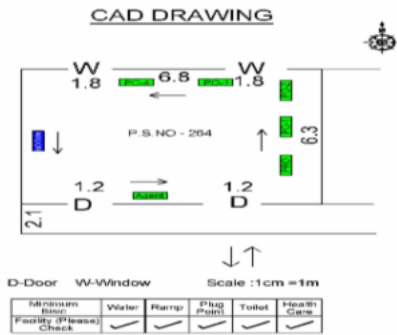 CAD DRAWING
W W
1.8 6.8 1.8
P.S.NO - 264
6.3
1.2 1.2
Agent
D D
2.1
D-Door W-Window Scale :1cm =1m
Minimum Basic Facility (Please) Check
Water
Ramp
Plug Point
Toilet
Health Care